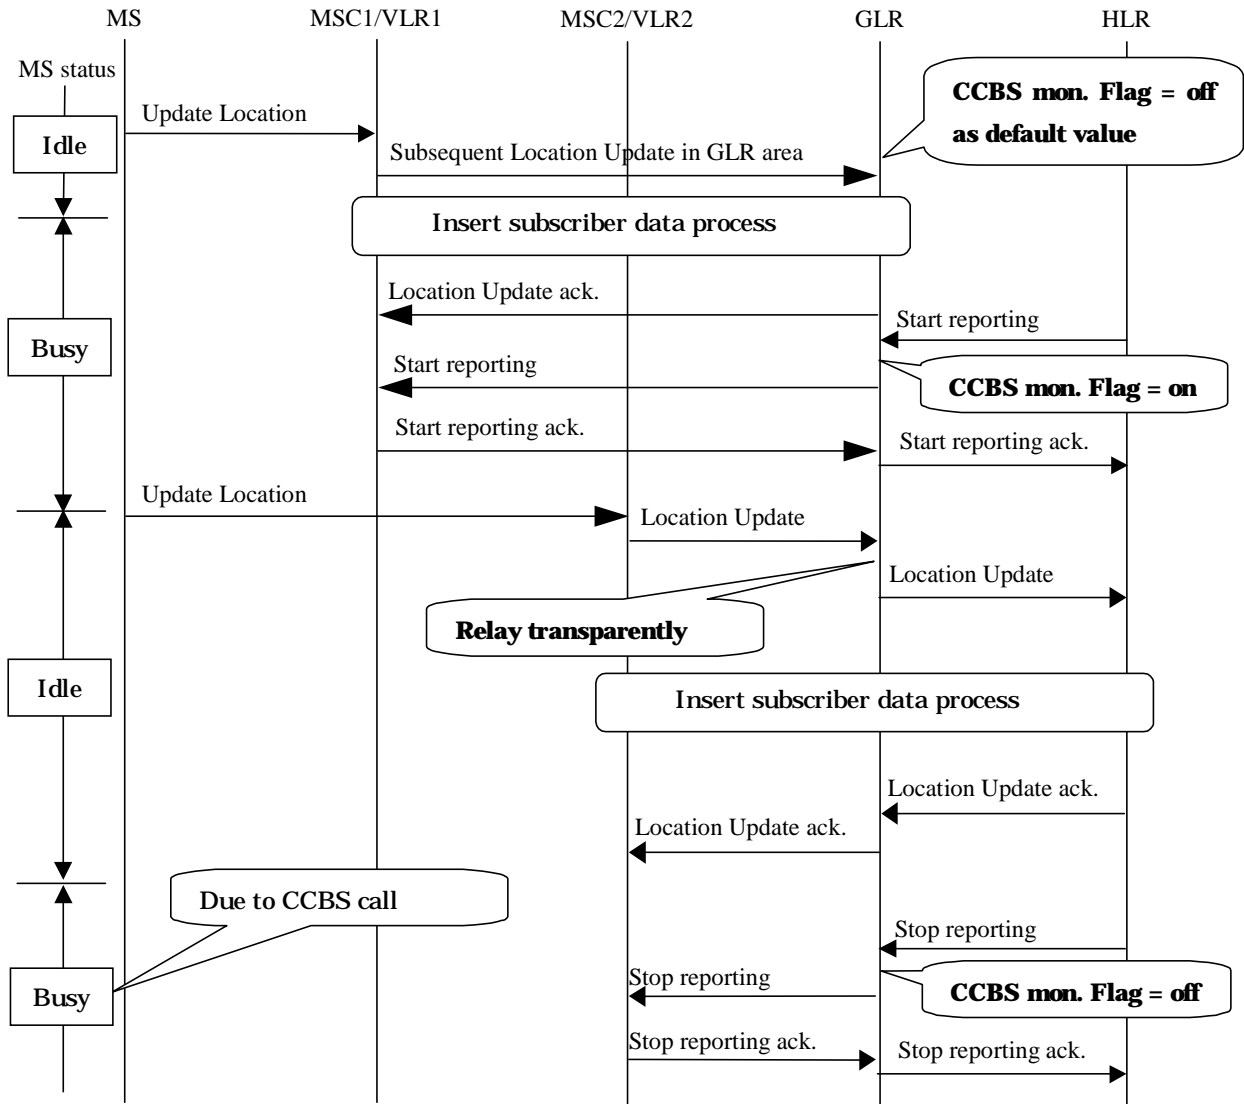 MS MSC1/VLR1 MSC2/VLR2 GLR HLR
MS status
CCBS mon. Flag = off
as default value
Update Location
Idle
Subsequent Location Update in GLR area
Insert subscriber data process
Location Update ack.
Start reporting
Busy
Start reporting
CCBS mon. Flag = on
Start reporting ack.
Start reporting ack.
Update Location
Location Update
Location Update
Relay transparently
Idle
Insert subscriber data process
Location Update ack.
Location Update ack.
Due to CCBS call
Stop reporting
Stop reporting
Busy
CCBS mon. Flag = off
Stop reporting ack.
Stop reporting ack.